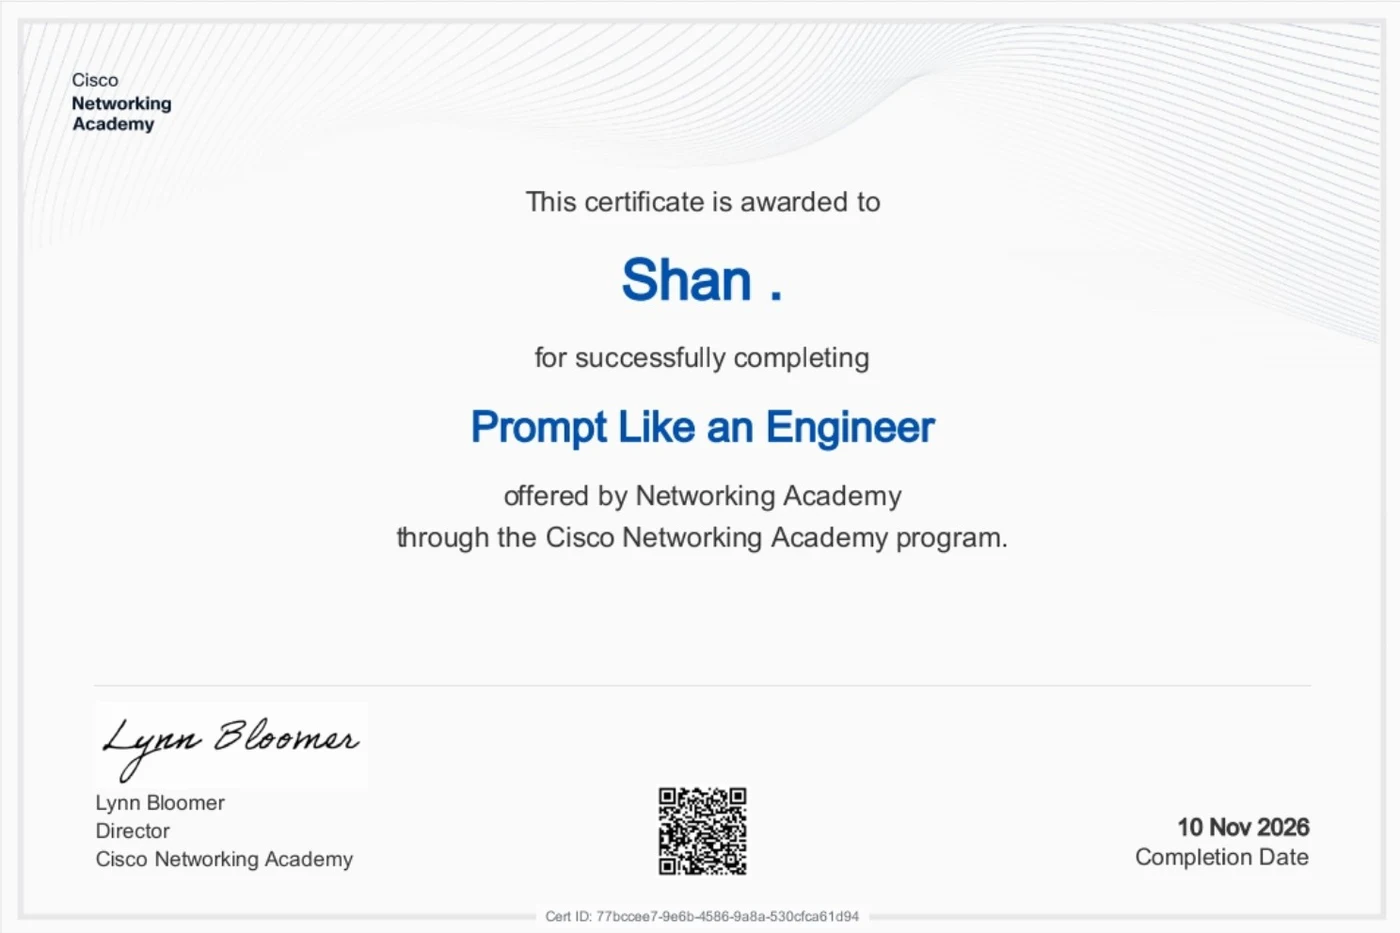 Cisco
Networking
Academy
This certificate is awarded to
Shan .
for successfully completing
Prompt Like an Engineer
offered by Networking Academy
through the Cisco Networking Academy program.
Lynn Bloomer
Lynn Bloomer
Director
Cisco Networking Academy
10 Nov 2026
Completion Date
Cert ID: 77bccee7-9e6b-4586-9a8a-530cfca61d94